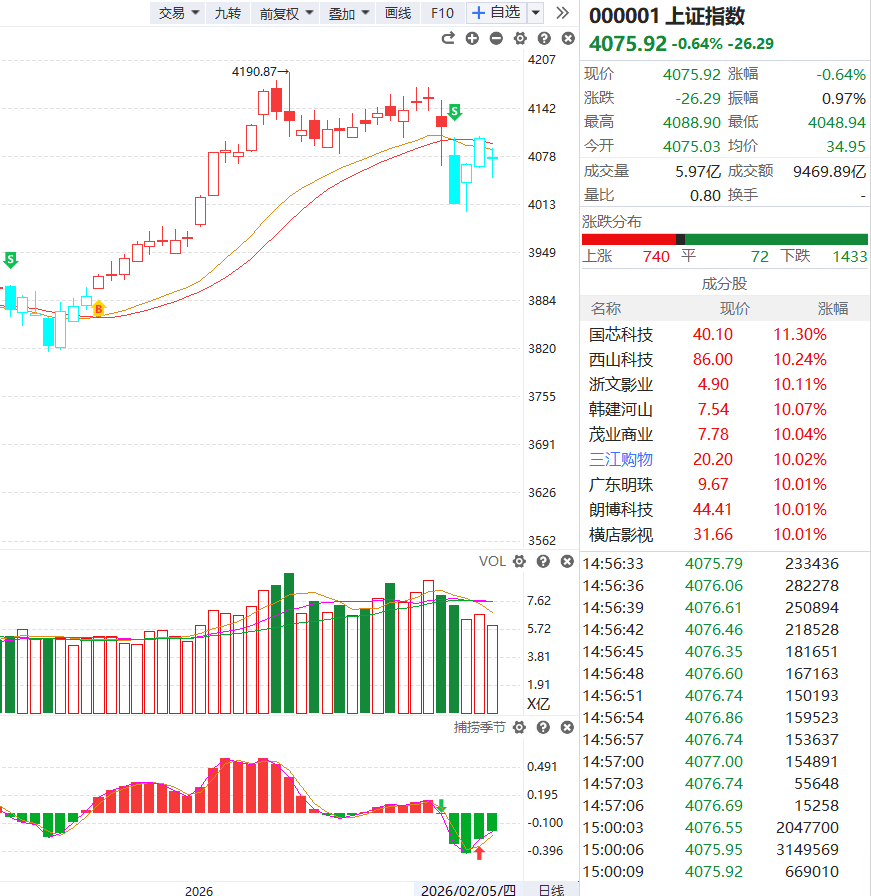 交易 九转 前复权 叠加 画线 F10 + 自选
000001 上证指数
4075.92 -0.64% -26.29
现价 4075.92 涨幅 -0.64%
涨跌 -26.29 振幅 0.97%
最高 4088.90 最低 4048.94
今开 4075.03 均价 34.95
成交量 5.97亿 成交额 9469.89亿
量比 0.80 换手 -
涨跌分布
上涨 740 平 72 下跌 1433
成分股
名称 现价 涨幅
国芯科技 40.10 11.30%
西山科技 86.00 10.24%
浙文影业 4.90 10.11%
韩建河山 7.54 10.07%
茂业商业 7.78 10.04%
三江购物 20.20 10.02%
广东明珠 9.67 10.01%
朗博科技 44.41 10.01%
横店影视 31.66 10.01%
14:56:33 4075.79 233436
14:56:36 4076.06 282278
14:56:39 4076.61 250894
14:56:42 4076.46 218528
14:56:45 4076.35 181651
14:56:48 4076.60 167163
14:56:51 4076.74 150193
14:56:54 4076.86 159523
14:56:57 4076.74 153637
14:57:00 4077.00 154891
14:57:03 4076.74 55648
14:57:06 4076.69 15258
15:00:03 4076.55 2047700
15:00:06 4075.95 3149569
15:00:09 4075.92 669010
4190.87→
S
S
B
4207
4142
4078
4013
3949
3884
3820
3755
3691
3626
3562
VOL
7.62
5.72
3.81
1.91
X亿
捕捞季节
0.491
0.195
-0.100
-0.396
2026 2026/02/05/四 日线